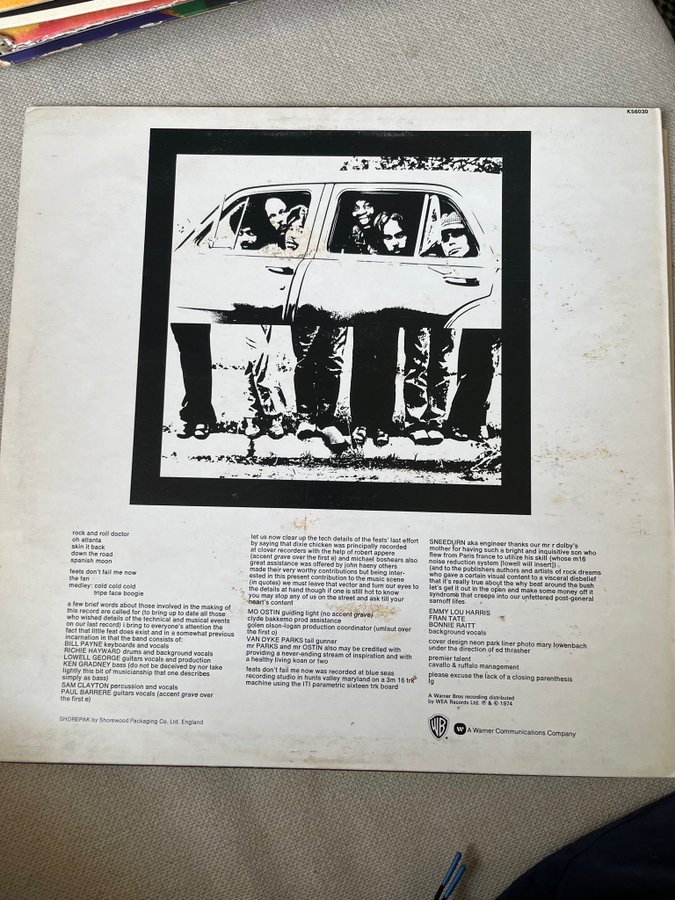 K54030
rock and roll doctor
oh atlanta
skin it back
down the road
spanish moon
feets don't fail me now
the fan
medley: cold cold cold
tripe face boogie
a few brief words about those involved in the making of
this record are called for (to bring up to date all those
who wished details of the technical and musical events
on our last record) i bring to everyone's attention the
fact that little feat does exist and in a somewhat previous
incarnation in that the band consists of:
BILL PAYNE keyboards and vocals
RICHIE HAYWARD drums and background vocals
LOWELL GEORGE guitars vocals and production
KEN GRADNEY bass (do not be deceived by nor take
lightly this bit of musicianship that one describes
simply as bass)
SAM CLAYTON percussion and vocals
PAUL BARRERE guitars vocals (accent grave over
the first e)
SHOREPAK by Shorewood Packaging Co. Ltd. England
let us now clear up the tech details of the feats' last effort
by saying that dixie chicken was principally recorded
at clover recorders with the help of robert appere
(accent grave over the first e) and michael boshears also
great assistance was offered by john haeny others
made their very worthy contributions but being inter-
ested in this present contribution to the music scene
(in quotes) we must leave that vector and turn our eyes to
the details at hand though if one is still hot to know
you may stop any of us on the street and ask till your
heart's content
MO OSTIN guiding light (no accent grave)
clyde bakkemo prod assistance
golen olson-logan production coordinator (umlaut over
the first o)
VAN DYKE PARKS tail gunner
mr PARKS and mr OSTIN also may be credited with
providing a never-ending stream of inspiration and with
a healthy living koan or two
feats don't fail me now was recorded at blue seas
recording studio in hunts valley maryland on a 3m 16 trk
machine using the ITI parametric sixteen trk board
SNEEDURN aka engineer thanks our mr r dolby's
mother for having such a bright and inquisitive son who
flew from Paris france to utilize his skill {whose m16
noise reduction system [lowell will insert]} .
(and to the publishers authors and artists of rock dreams
who gave a certain visual content to a visceral disbelief
that it's really true about the why beat around the bush
let's get it out in the open and make some money off it
syndrome that creeps into our unfettered post-general
sarnoff lifes
EMMY LOU HARRIS
FRAN TATE
BONNIE RAITT
background vocals
cover design neon park liner photo mary lowenbach
under the direction of ed thrasher
premier talent
cavallo & ruffalo management
please excuse the lack of a closing parenthesis
lg
A Warner Bros recording distributed
by WEA Records Ltd. ℗ & © 1974
WB W A Warner Communications Company